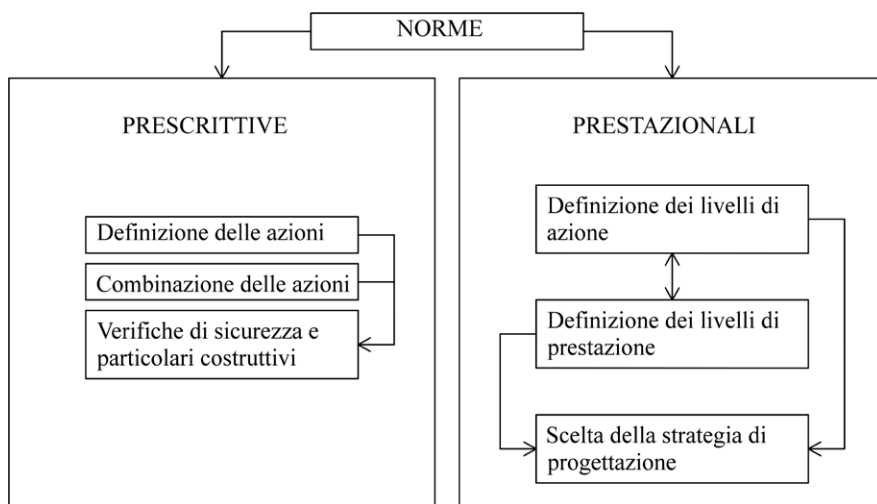 NORME
PRESCRITTIVE
Definizione delle azioni
Combinazione delle azioni
Verifiche di sicurezza e
particolari costruttivi
PRESTAZIONALI
Definizione dei livelli di
azione
Definizione dei livelli di
prestazione
Scelta della strategia di
progettazione